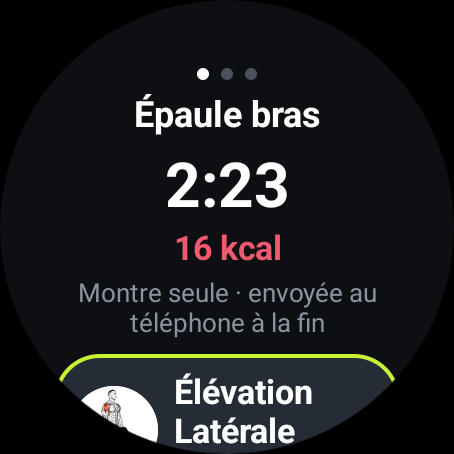 Épaule bras
2:23
16 kcal
Montre seule · envoyée au
téléphone à la fin
Élévation
Latérale